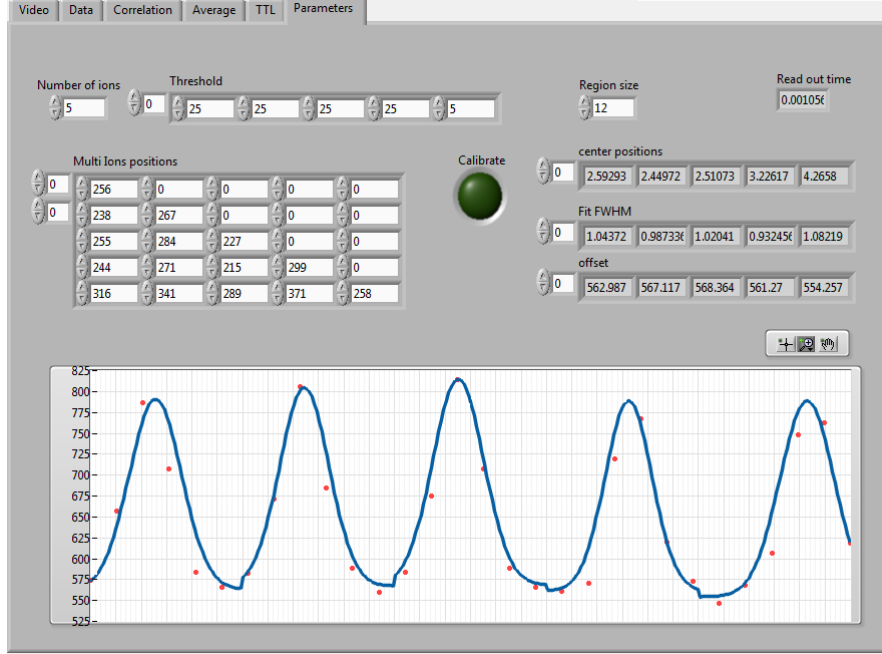 Video Data Correlation Average TTL Parameters
Number of ions Threshold Region size Read out time
5 0 25 25 25 25 5 12 0.001056
Multi Ions positions Calibrate center positions
0 256 0 0 0 0 0 2.59293 2.44972 2.51073 3.22617 4.2658
0 238 267 0 0 0 Fit FWHM
255 284 227 0 0 0 1.04372 0.987336 1.02041 0.932456 1.08219
244 271 215 299 0 offset
316 341 289 371 258 0 562.987 567.117 568.364 561.27 554.257
825
800
775
750
725
700
675
650
625
600
575
550
525